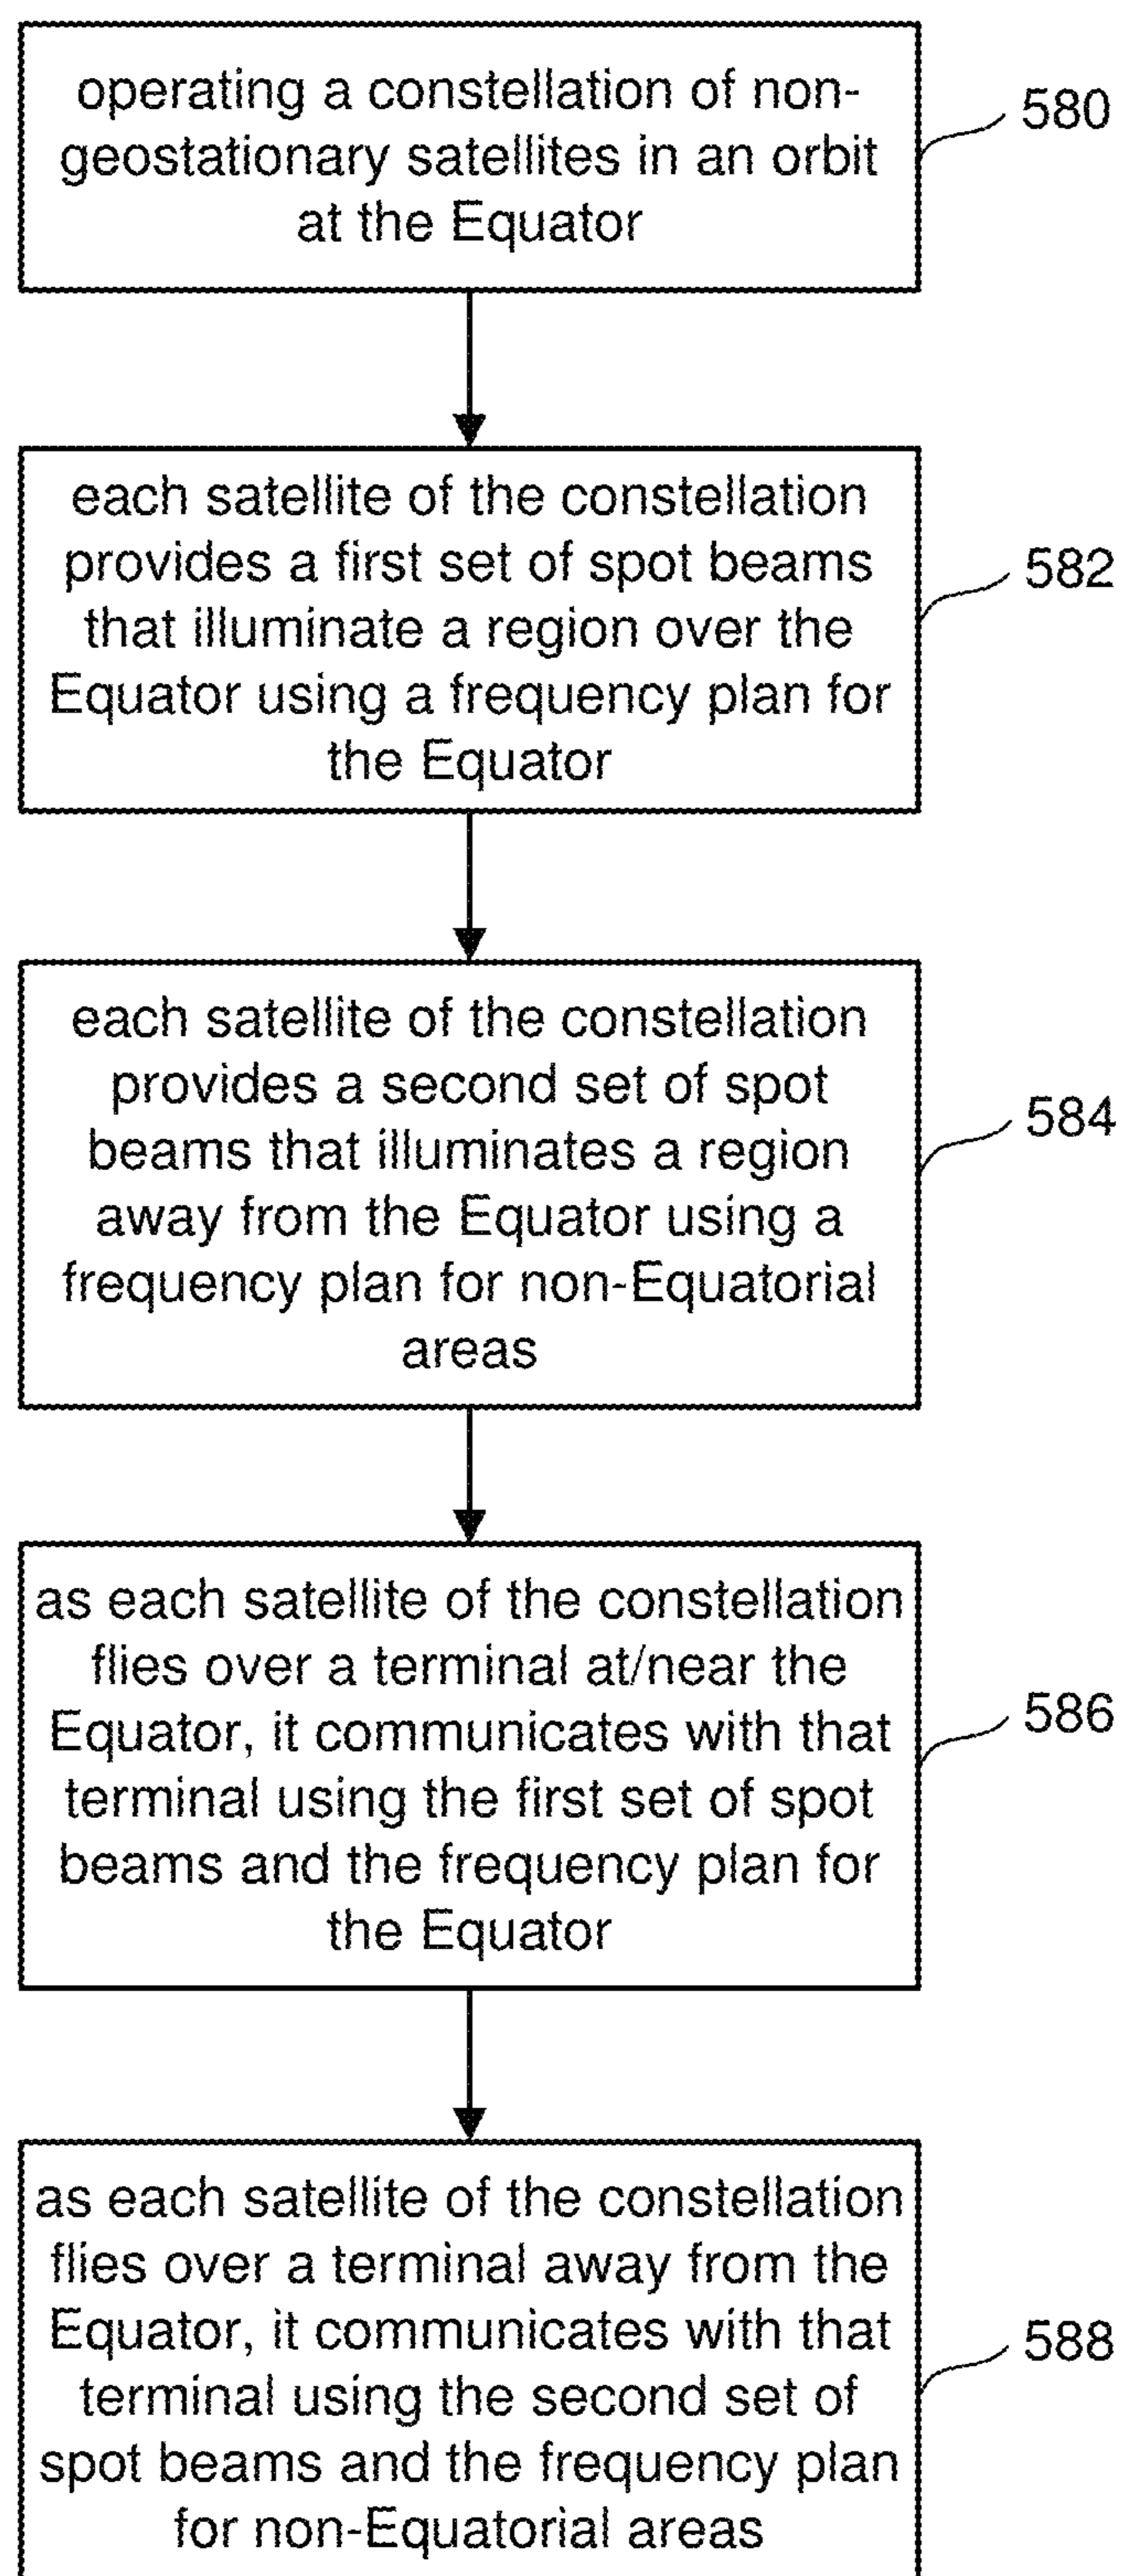 operating a constellation of non-
geostationary satellites in an orbit
at the Equator
580
each satellite of the constellation
provides a first set of spot beams
that illuminate a region over the
Equator using a frequency plan for
the Equator
582
each satellite of the constellation
provides a second set of spot
beams that illuminates a region
away from the Equator using a
frequency plan for non-Equatorial
areas
584
as each satellite of the constellation
flies over a terminal at/near the
Equator, it communicates with that
terminal using the first set of spot
beams and the frequency plan for
the Equator
586
as each satellite of the constellation
flies over a terminal away from the
Equator, it communicates with that
terminal using the second set of
spot beams and the frequency plan
for non-Equatorial areas
588